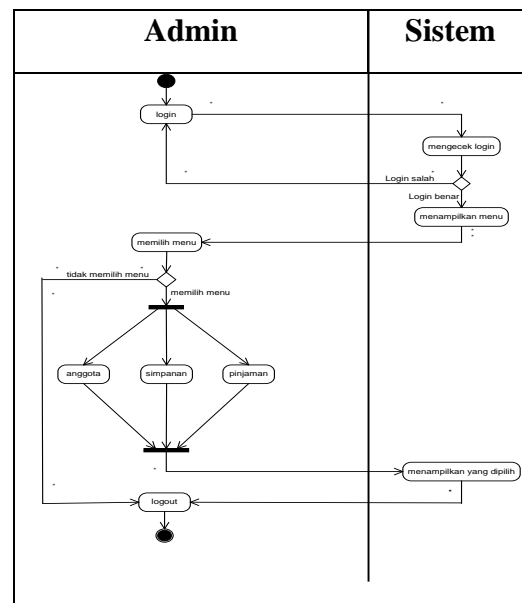 Admin
Sistem
login
mengecek login
Login salah
Login benar
menampilkan menu
memilih menu
tidak memilih menu
memilih menu
anggota
simpanan
pinjaman
menampilkan yang dipilih
logout